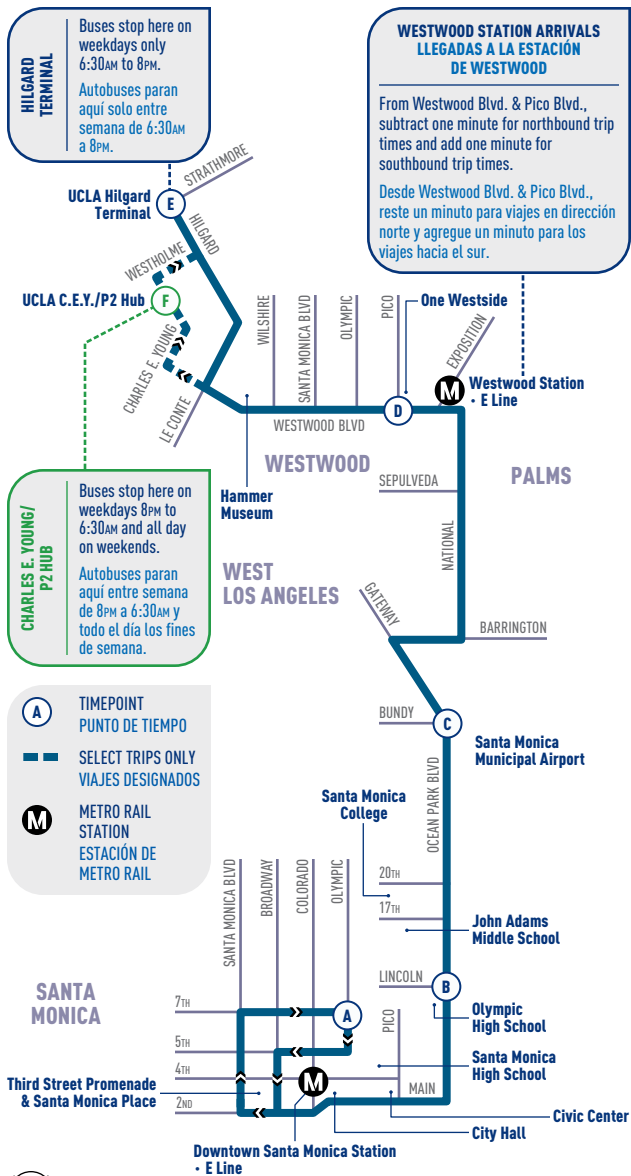 HILGARD
TERMINAL
Buses stop here on
weekdays only
6:30AM to 8PM.
Autobuses paran
aquí solo entre
semana de 6:30AM
a 8PM.
WESTWOOD STATION ARRIVALS
LLEGADAS A LA ESTACIÓN
DE WESTWOOD
From Westwood Blvd. & Pico Blvd.,
subtract one minute for northbound trip
times and add one minute for
southbound trip times.
Desde Westwood Blvd. & Pico Blvd.,
reste un minuto para viajes en dirección
norte y agregue un minuto para los
viajes hacia el sur.
STRATHMORE
UCLA Hilgard
Terminal
E
HILGARD
WESTHOLME
UCLA C.E.Y./P2 Hub
F
CHARLES E. YOUNG
LE CONTE
WILSHIRE
SANTA MONICA BLVD
OLYMPIC
PICO
One Westside
EXPOSITION
D
M
Westwood Station
• E Line
WESTWOOD BLVD
WESTWOOD
PALMS
Hammer
Museum
SEPULVEDA
NATIONAL
CHARLES E. YOUNG/
P2 HUB
Buses stop here on
weekdays 8PM to
6:30AM and all day
on weekends.
Autobuses paran
aquí entre semana
de 8PM a 6:30AM y
todo el día los fines
de semana.
WEST
LOS ANGELES
GATEWAY
BARRINGTON
BUNDY
C
Santa Monica
Municipal Airport
A
TIMEPOINT
PUNTO DE TIEMPO
SELECT TRIPS ONLY
VIAJES DESIGNADOS
M
METRO RAIL
STATION
ESTACIÓN DE
METRO RAIL
OCEAN PARK BLVD
Santa Monica
College
20TH
17TH
John Adams
Middle School
SANTA MONICA BLVD
BROADWAY
COLORADO
OLYMPIC
LINCOLN
B
Olympic
High School
SANTA
MONICA
7TH
A
5TH
PICO
Santa Monica
High School
4TH
M
Third Street Promenade
& Santa Monica Place
2ND
MAIN
Civic Center
City Hall
Downtown Santa Monica Station
• E Line